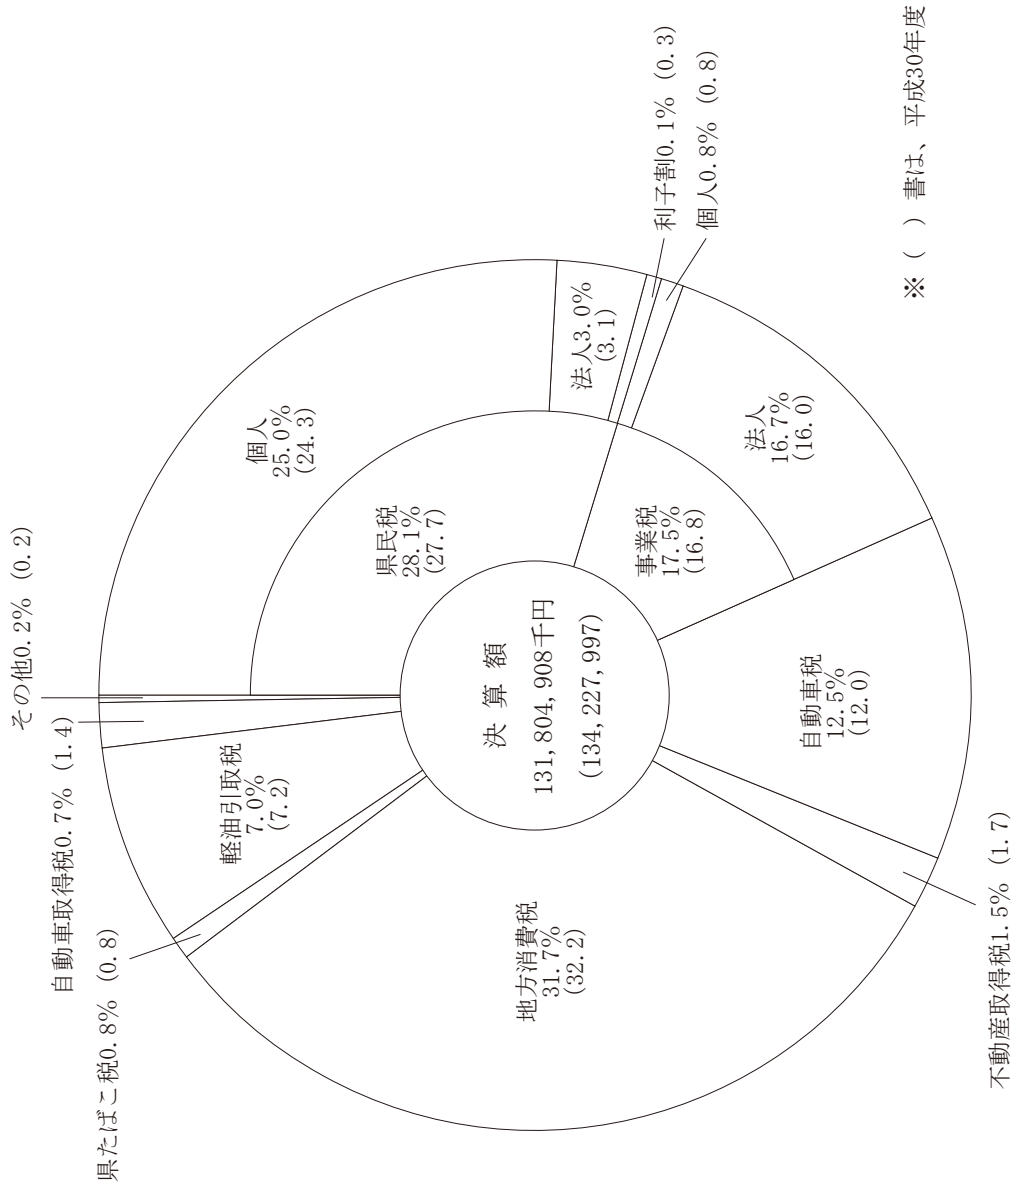 その他0.2% (0.2)
個人
25.0%
(24.3)
県民税
28.1%
(27.7)
法人3.0%
(3.1)
利子割0.1% (0.3)
個人0.8% (0.8)
事業税
17.5%
(16.8)
法人
16.7%
(16.0)
自動車税
12.5%
(12.0)
不動産取得税1.5% (1.7)
地方消費税
31.7%
(32.2)
県たばこ税0.8% (0.8)
軽油引取税
7.0%
(7.2)
自動車取得税0.7% (1.4)
決 算 額
131,804,908千円
(134,227,997)
※ ( ) 書は、平成30年度